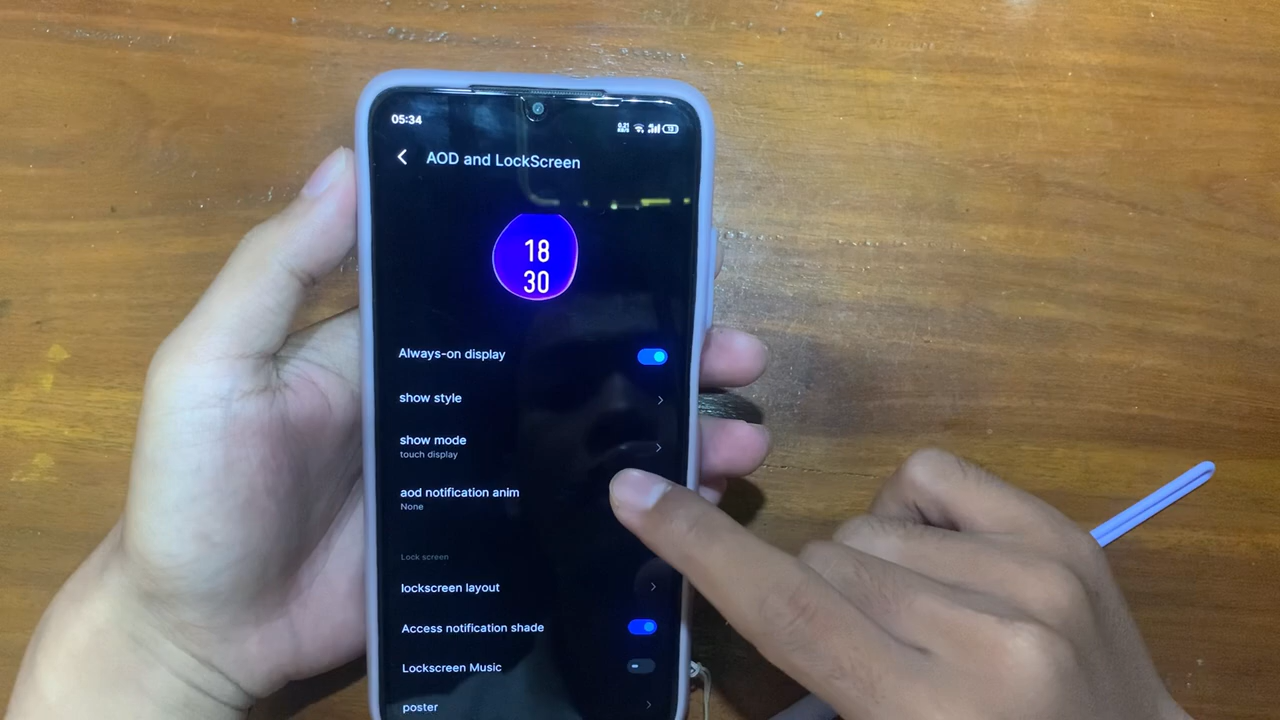 05:34
AOD and LockScreen
18
30
Always-on display
show style
show mode
touch display
aod notification anim
None
Lock screen
lockscreen layout
Access notification shade
Lockscreen Music
poster